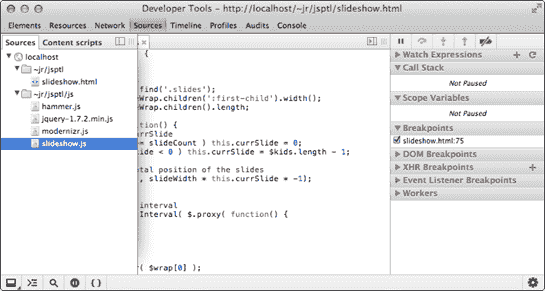 Developer Tools - http://localhost/~jr/jsptl/slideshow.html
Elements Resources Network Sources Timeline Profiles Audits Console
Sources Content scripts
localhost
~jr/jsptl
slideshow.html
~jr/jsptl/js
hammer.js
jquery-1.7.2.min.js
modernizr.js
slideshow.js
{
find('.slides');
Wrap.children(':first-child').width();
Wrap.children().length;
unction() {
urrSlide
= slideCount ) this.currSlide = 0;
ide < 0 ) this.currSlide = $kids.length - 1;
tal position of the slides
, slideWidth * this.currSlide * -1);
interval
Interval( $.proxy( function() {
( $wrap[0] );
Watch Expressions
Call Stack
Not Paused
Scope Variables
Not Paused
Breakpoints
slideshow.html:75
DOM Breakpoints
XHR Breakpoints
Event Listener Breakpoints
Workers